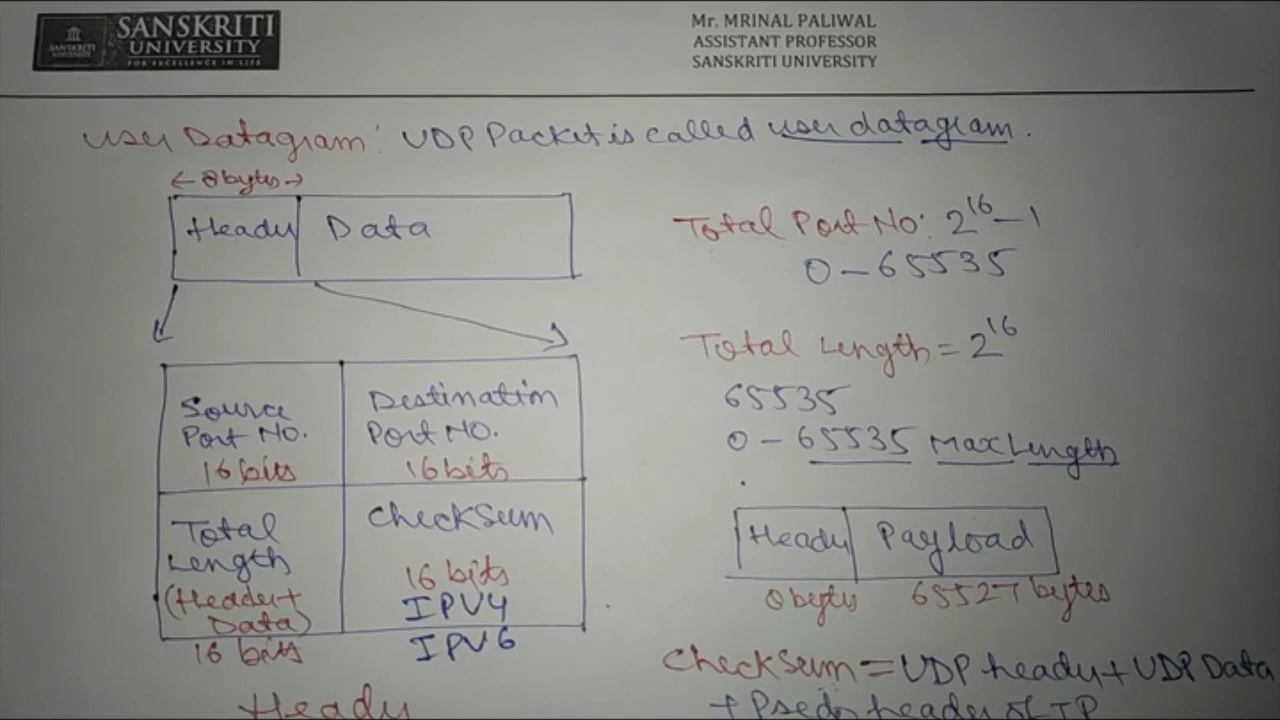 SANSKRITI
UNIVERSITY
FOR EXCELLENCE IN LIFE
SANSKRITI
UNIVERSITY
Mr. MRINAL PALIWAL
ASSISTANT PROFESSOR
SANSKRITI UNIVERSITY
User Datagram: UDP Packet is called user datagram.
8 bytes
Header Data
Source
Port No.
16 bits
Destination
Port No.
16 bits
Total
Length
(Header+
Data)
16 bits
CheckSum
16 bits
IPV4
IPV6
Header
Total Port No: 2^16-1
0-65535
Total Length = 2^16
65535
0-65535 Max Length
Header Payload
8 bytes 65527 bytes
CheckSum = UDP header + UDP Data
+ Psedo header of IP